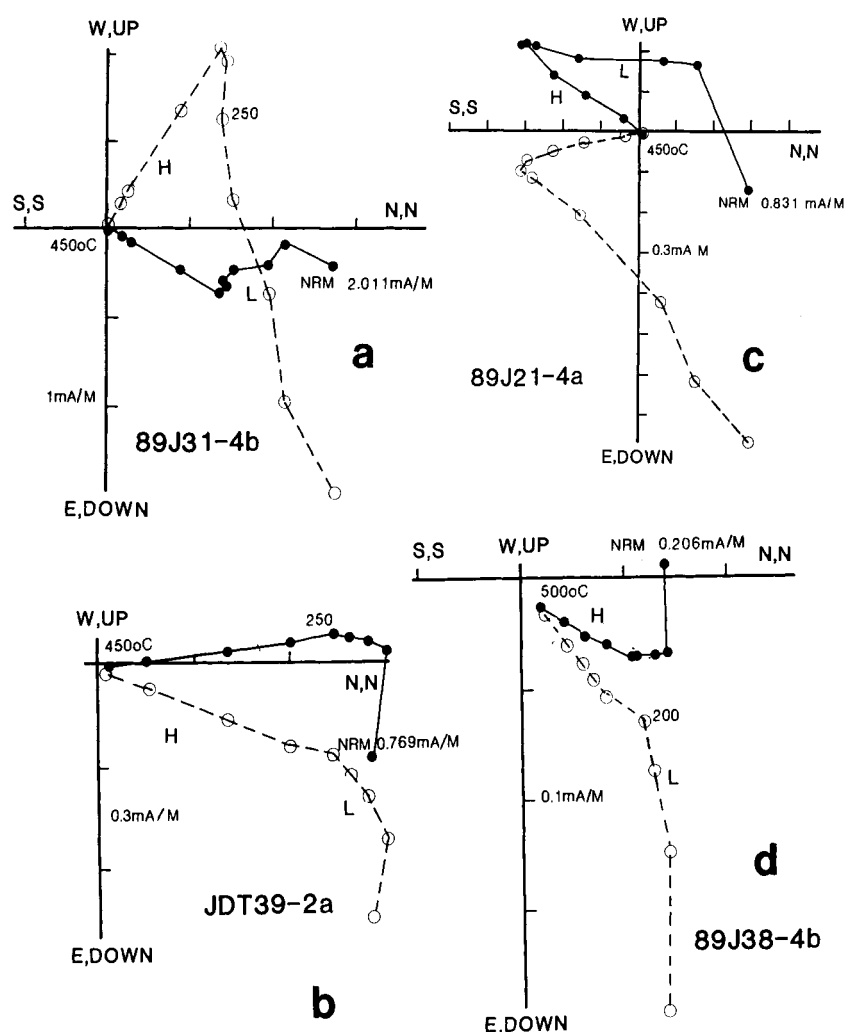 W,UP
250
H
S,S
N,N
450oC
NRM 2.011mA/M
L
a
1mA/M
89J31-4b
E,DOWN
W,UP
S,S
L
H
450oC
N,N
NRM 0.831 mA/M
0.3mA M
c
89J21-4a
E,DOWN
W,UP
250
450oC
N,N
H
NRM 0.769mA/M
L
0.3mA/M
JDT39-2a
E,DOWN
b
S,S
W,UP
NRM 0.206mA/M
N,N
500oC
H
200
L
0.1mA/M
d
89J38-4b
E,DOWN